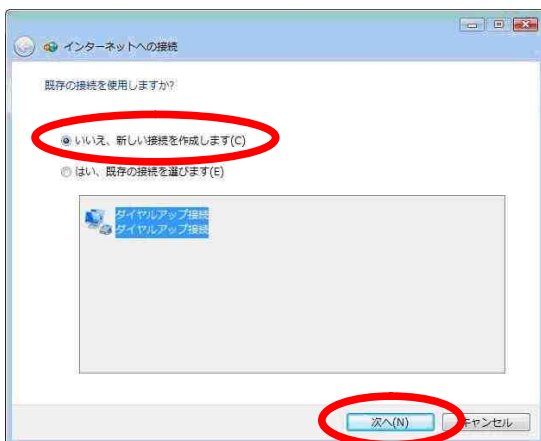 インターネットへの接続
既存の接続を使用しますか?
いいえ、新しい接続を作成します(C)
はい、既存の接続を選びます(E)
ダイヤルアップ接続
ダイヤルアップ接続
次へ(N)
キャンセル